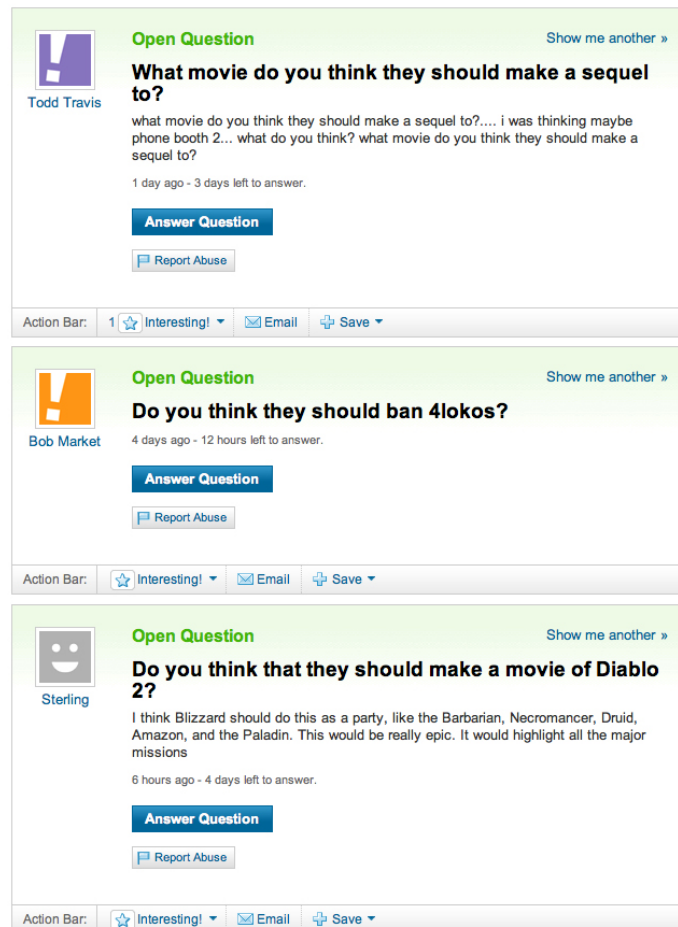 Open Question
Show me another »
What movie do you think they should make a sequel
to?
Todd Travis
what movie do you think they should make a sequel to?.... i was thinking maybe
phone booth 2... what do you think? what movie do you think they should make a
sequel to?
1 day ago - 3 days left to answer.
Answer Question
Report Abuse
Action Bar: 1 Interesting! Email Save
Open Question
Show me another »
Do you think they should ban 4lokos?
Bob Market
4 days ago - 12 hours left to answer.
Answer Question
Report Abuse
Action Bar: Interesting! Email Save
Open Question
Show me another »
Do you think that they should make a movie of Diablo
2?
Sterling
I think Blizzard should do this as a party, like the Barbarian, Necromancer, Druid,
Amazon, and the Paladin. This would be really epic. It would highlight all the major
missions
6 hours ago - 4 days left to answer.
Answer Question
Report Abuse
Action Bar: Interesting! Email Save